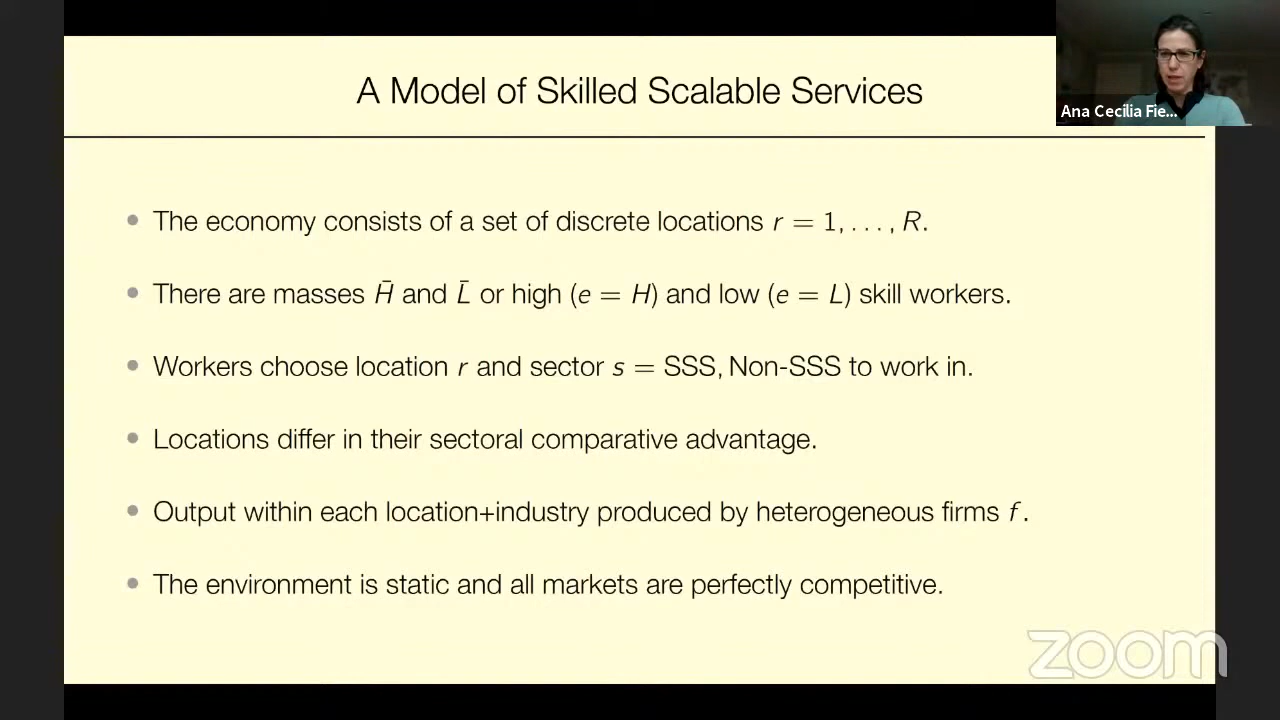 A Model of Skilled Scalable Services
Ana Cecilia Fie...
The economy consists of a set of discrete locations r = 1, . . . , R.
There are masses H̄ and L̄ or high (e = H) and low (e = L) skill workers.
Workers choose location r and sector s = SSS, Non-SSS to work in.
Locations differ in their sectoral comparative advantage.
Output within each location+industry produced by heterogeneous firms f.
The environment is static and all markets are perfectly competitive.
zoom